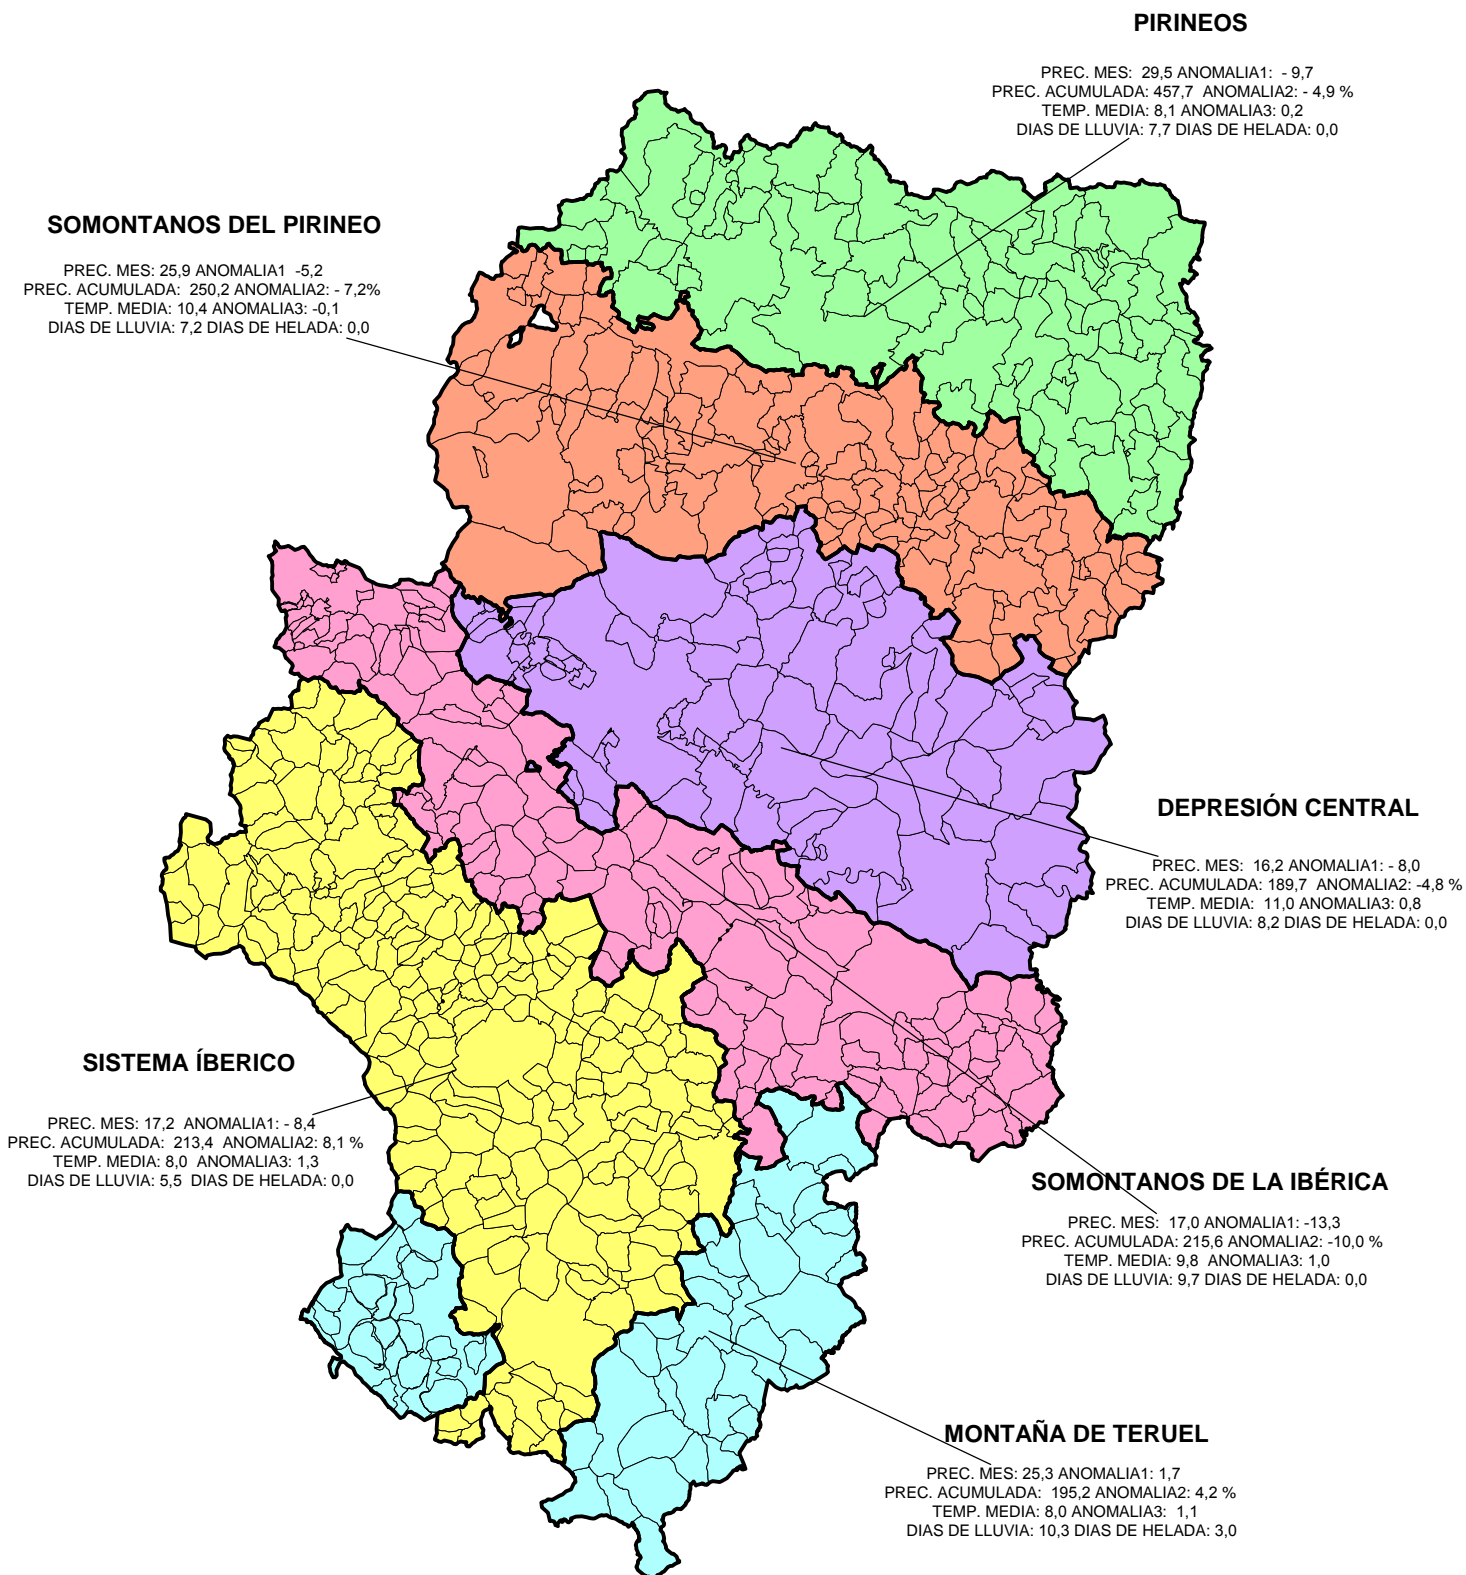 PIRINEOS
PREC. MES: 29,5 ANOMALIA1: - 9,7
PREC. ACUMULADA: 457,7 ANOMALIA2: - 4,9 %
TEMP. MEDIA: 8,1 ANOMALIA3: 0,2
DIAS DE LLUVIA: 7,7 DIAS DE HELADA: 0,0
SOMONTANOS DEL PIRINEO
PREC. MES: 25,9 ANOMALIA1 -5,2
PREC. ACUMULADA: 250,2 ANOMALIA2: - 7,2%
TEMP. MEDIA: 10,4 ANOMALIA3: -0,1
DIAS DE LLUVIA: 7,2 DIAS DE HELADA: 0,0
DEPRESIÓN CENTRAL
PREC. MES: 16,2 ANOMALIA1: - 8,0
PREC. ACUMULADA: 189,7 ANOMALIA2: -4,8 %
TEMP. MEDIA: 11,0 ANOMALIA3: 0,8
DIAS DE LLUVIA: 8,2 DIAS DE HELADA: 0,0
SISTEMA ÍBERICO
PREC. MES: 17,2 ANOMALIA1: - 8,4
PREC. ACUMULADA: 213,4 ANOMALIA2: 8,1 %
TEMP. MEDIA: 8,0 ANOMALIA3: 1,3
DIAS DE LLUVIA: 5,5 DIAS DE HELADA: 0,0
SOMONTANOS DE LA IBÉRICA
PREC. MES: 17,0 ANOMALIA1: -13,3
PREC. ACUMULADA: 215,6 ANOMALIA2: -10,0 %
TEMP. MEDIA: 9,8 ANOMALIA3: 1,0
DIAS DE LLUVIA: 9,7 DIAS DE HELADA: 0,0
MONTAÑA DE TERUEL
PREC. MES: 25,3 ANOMALIA1: 1,7
PREC. ACUMULADA: 195,2 ANOMALIA2: 4,2 %
TEMP. MEDIA: 8,0 ANOMALIA3: 1,1
DIAS DE LLUVIA: 10,3 DIAS DE HELADA: 3,0